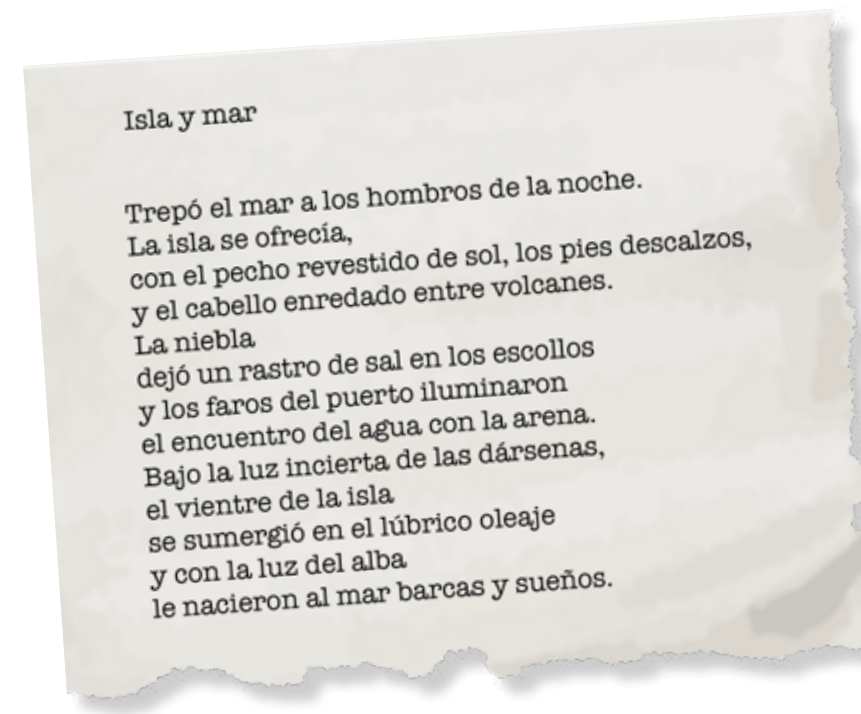 Isla y mar
Trepó el mar a los hombros de la noche.
La isla se ofrecía,
con el pecho revestido de sol, los pies descalzos,
y el cabello enredado entre volcanes.
La niebla
dejó un rastro de sal en los escollos
y los faros del puerto iluminaron
el encuentro del agua con la arena.
Bajo la luz incierta de las dársenas,
el vientre de la isla
se sumergió en el lúbrico oleaje
y con la luz del alba
le nacieron al mar barcas y sueños.